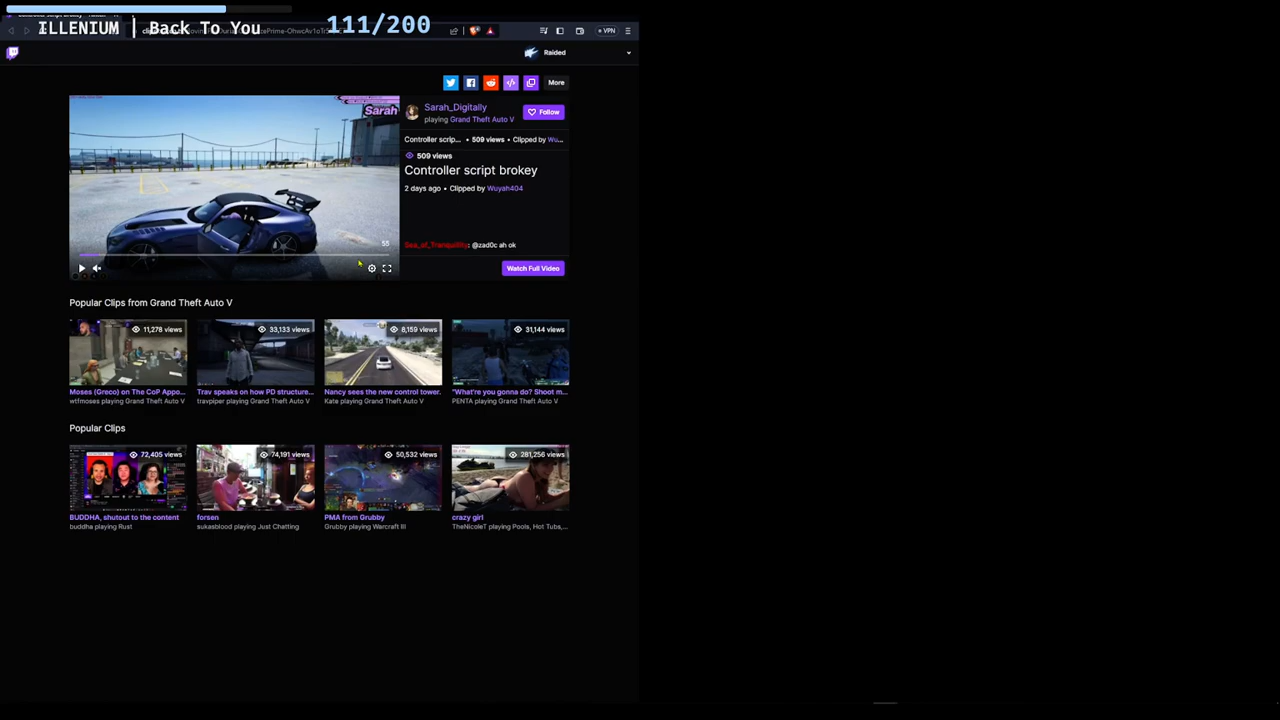 ILLENIUM | Back To You
111/200
VPN
Raided
More
Sarah
Sarah_Digitally
playing Grand Theft Auto V
Follow
Controller scrip... • 509 views • Clipped by Wu...
509 views
Controller script brokey
2 days ago • Clipped by Wuyah404
55
Sea_of_Tranquility: @zad0c ah ok
Watch Full Video
Popular Clips from Grand Theft Auto V
11,278 views
33,133 views
8,159 views
31,144 views
Moses (Greco) on The CoP Appo...
Trav speaks on how PD structure...
Nancy sees the new control tower.
"What're you gonna do? Shoot m...
wtfmoses playing Grand Theft Auto V
travpiper playing Grand Theft Auto V
Kate playing Grand Theft Auto V
PENTA playing Grand Theft Auto V
Popular Clips
72,405 views
74,191 views
50,532 views
281,256 views
BUDDHA, shutout to the content
forsen
PMA from Grubby
crazy girl
buddha playing Rust
sukasblood playing Just Chatting
Grubby playing Warcraft III
TheNicoleT playing Pools, Hot Tubs,...